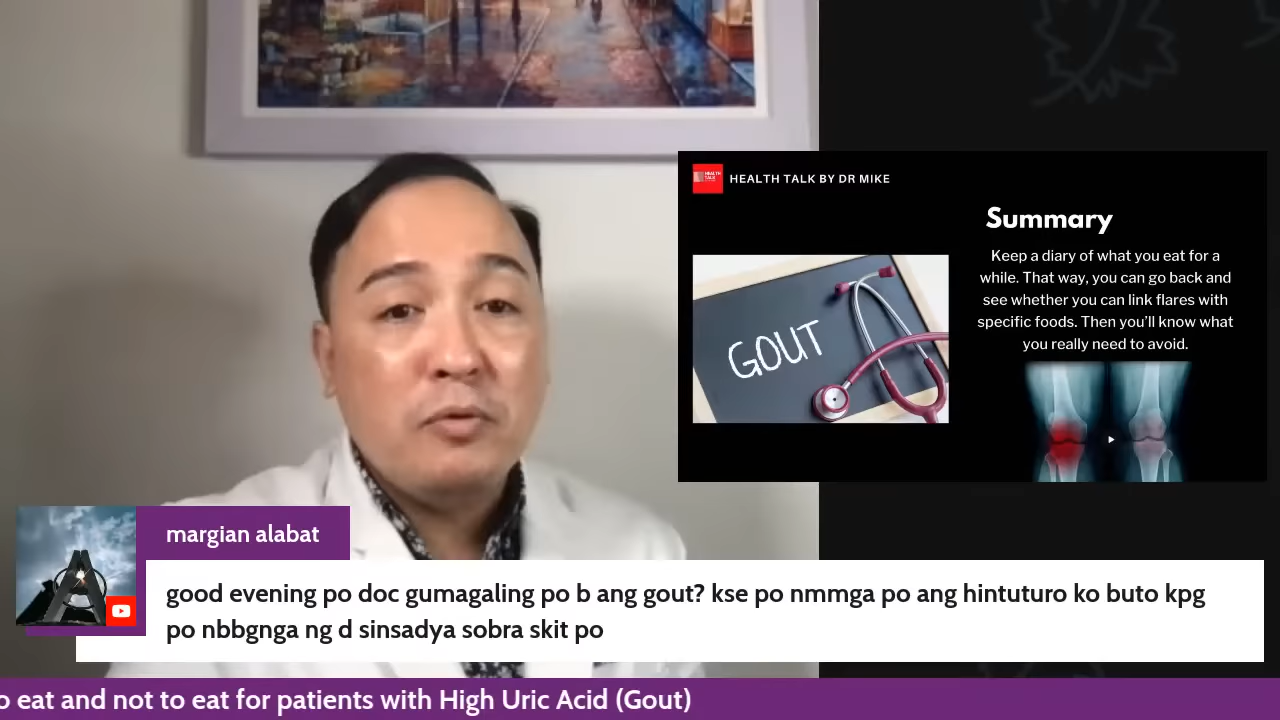 HEALTH TALK BY DR MIKE
Summary
Keep a diary of what you eat for a
while. That way, you can go back and
see whether you can link flares with
specific foods. Then you'll know what
you really need to avoid.
GOUT
margian alabat
good evening po doc gumagaling po b ang gout? kse po nmmga po ang hintuturo ko buto kpg
po nbbgnga ng d sinsadya sobra skit po
o eat and not to eat for patients with High Uric Acid (Gout)